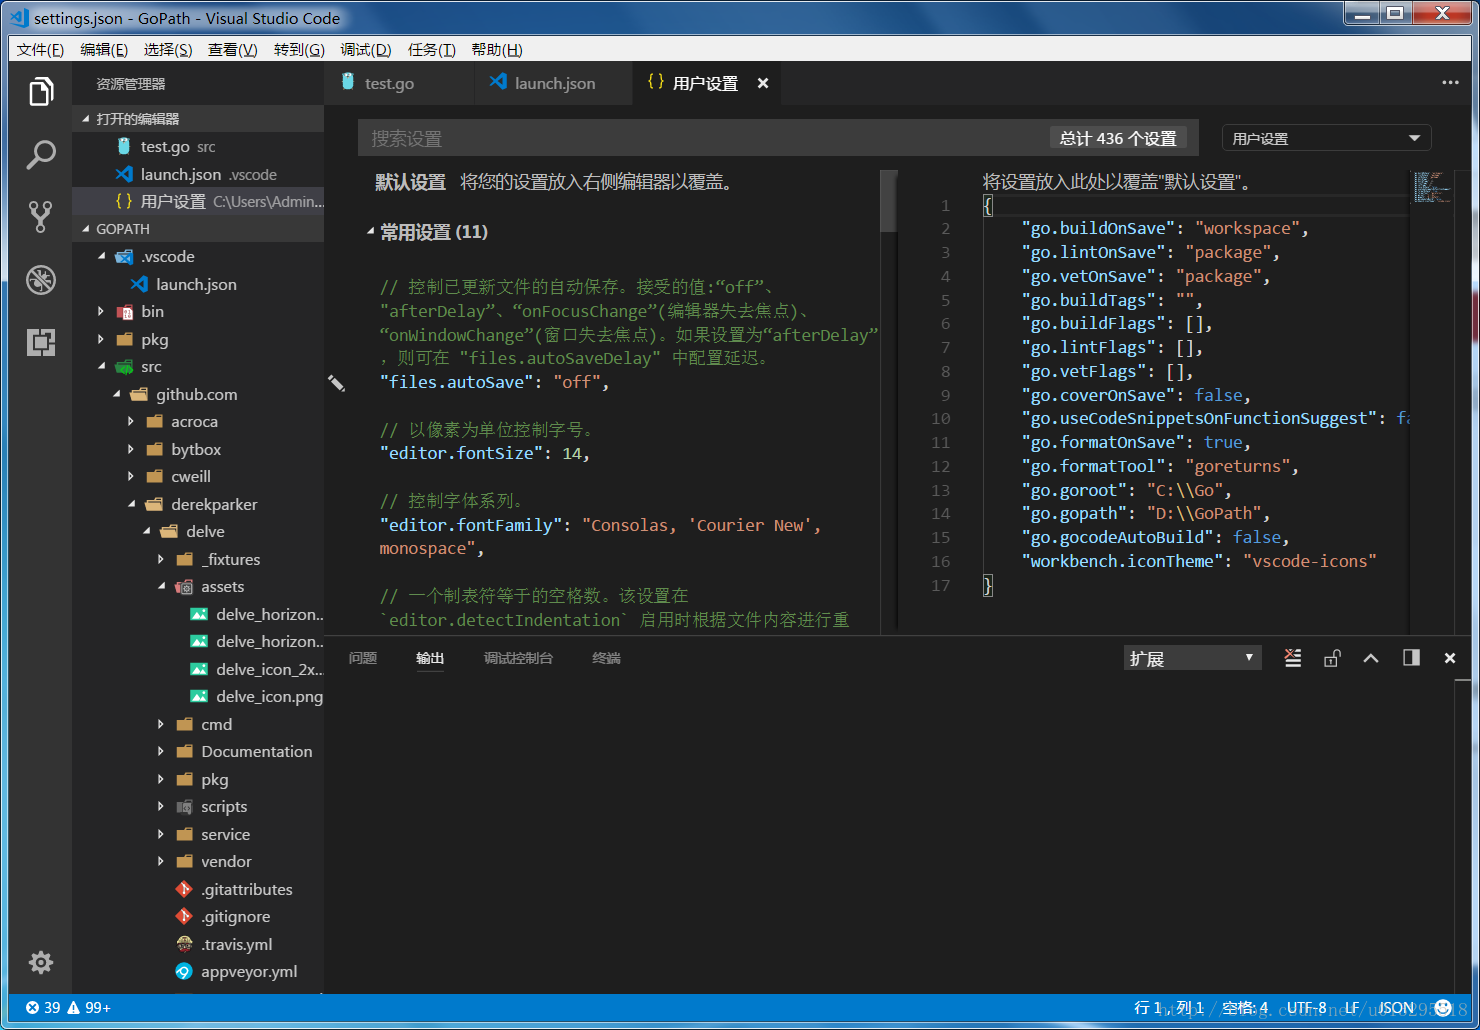 settings.json - GoPath - Visual Studio Code
文件(F) 编辑(E) 选择(S) 查看(V) 转到(G) 调试(D) 任务(T) 帮助(H)
资源管理器
打开的编辑器
test.go src
launch.json .vscode
{ } 用户设置 C:\Users\Admin...
GOPATH
.vscode
launch.json
bin
pkg
src
github.com
acroca
bytbox
cweill
derekparker
delve
_fixtures
assets
delve_horizon...
delve_horizon...
delve_icon_2x...
delve_icon.png
cmd
Documentation
pkg
scripts
service
vendor
.gitattributes
.gitignore
.travis.yml
appveyor.yml
test.go
launch.json
{ } 用户设置
搜索设置
总计 436 个设置
用户设置
默认设置 将您的设置放入右侧编辑器以覆盖。
常用设置 (11)
// 控制已更新文件的自动保存。接受的值:“off”、
"afterDelay”、“onFocusChange”(编辑器失去焦点)、
“onWindowChange”(窗口失去焦点)。如果设置为“afterDelay”
，则可在 "files.autoSaveDelay" 中配置延迟。
"files.autoSave": "off",
// 以像素为单位控制字号。
"editor.fontSize": 14,
// 控制字体系列。
"editor.fontFamily": "Consolas, 'Courier New',
monospace",
// 一个制表符等于的空格数。该设置在
`editor.detectIndentation` 启用时根据文件内容进行重
将设置放入此处以覆盖"默认设置"。
1 {
2 "go.buildOnSave": "workspace",
3 "go.lintOnSave": "package",
4 "go.vetOnSave": "package",
5 "go.buildTags": "",
6 "go.buildFlags": [],
7 "go.lintFlags": [],
8 "go.vetFlags": [],
9 "go.coverOnSave": false,
10 "go.useCodeSnippetsOnFunctionSuggest": fa
11 "go.formatOnSave": true,
12 "go.formatTool": "goreturns",
13 "go.goroot": "C:\\Go",
14 "go.gopath": "D:\\GoPath",
15 "go.gocodeAutoBuild": false,
16 "workbench.iconTheme": "vscode-icons"
17 }
问题 输出 调试控制台 终端
扩展
39 99+
行 1，列 1 空格: 4 UTF-8 LF JSON